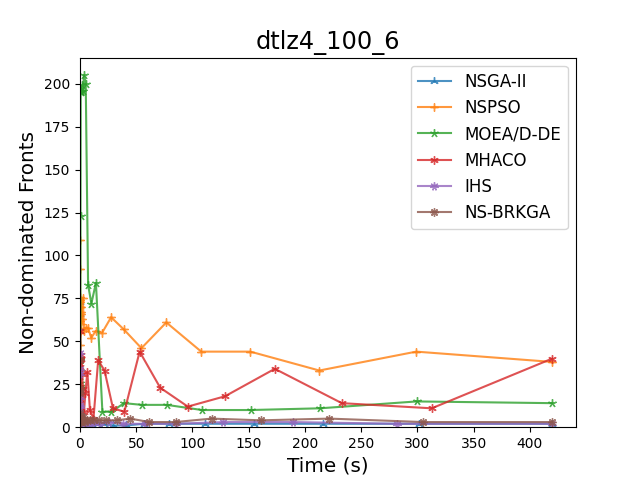 dtlz4_100_6
NSGA-II
NSPSO
MOEA/D-DE
MHACO
IHS
NS-BRKGA
Non-dominated Fronts
200
175
150
125
100
75
50
25
0
0 50 100 150 200 250 300 350 400
Time (s)